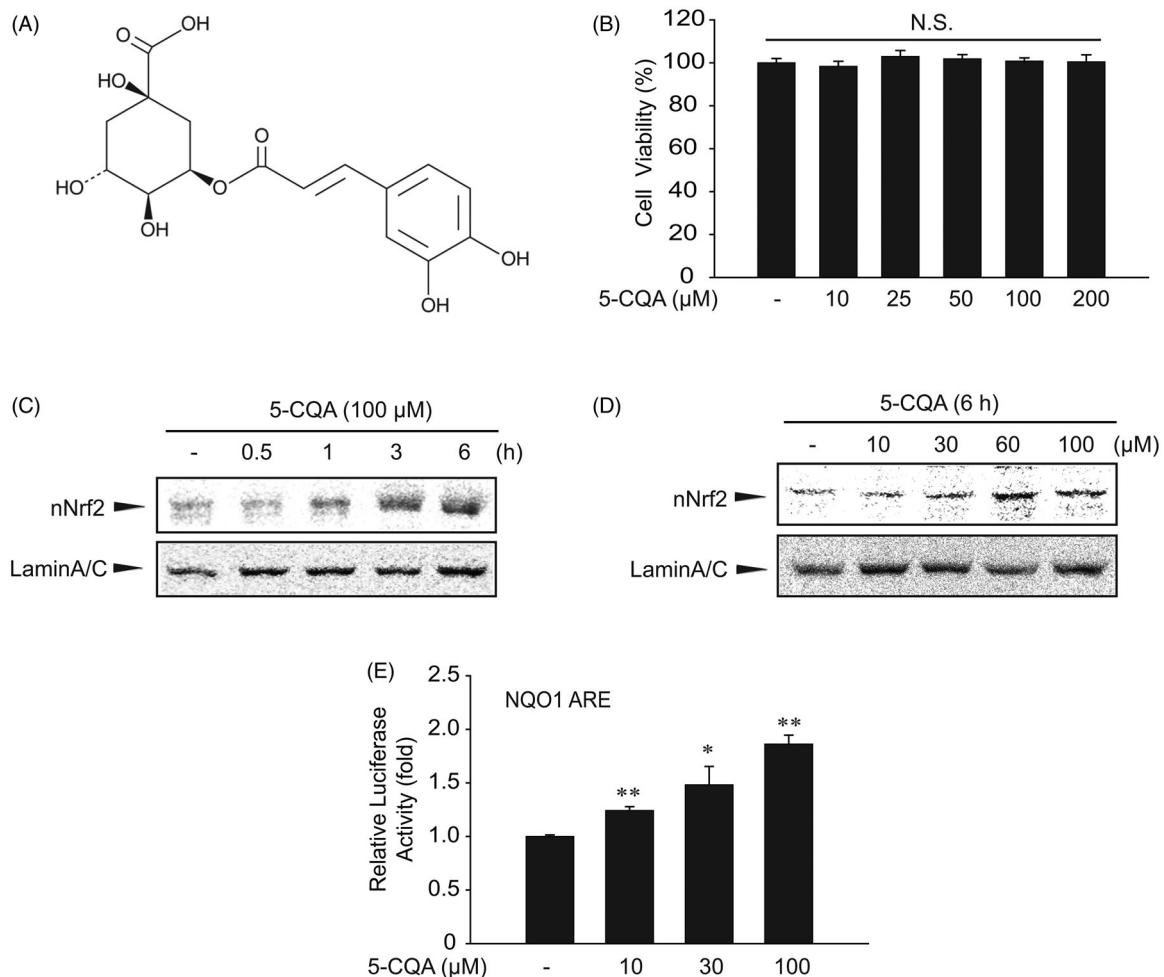 (A)
O
OH
HO
O
HO
O
OH
OH
OH
(B)
N.S.
Cell Viability (%)
120
100
80
60
40
20
0
5-CQA (µM) - 10 25 50 100 200
(C)
5-CQA (100 µM)
- 0.5 1 3 6 (h)
nNrf2
LaminA/C
(D)
5-CQA (6 h)
- 10 30 60 100 (µM)
nNrf2
LaminA/C
(E)
NQO1 ARE
Relative Luciferase
Activity (fold)
2.5
2.0
1.5
1.0
0.5
0
** * **
5-CQA (µM) - 10 30 100